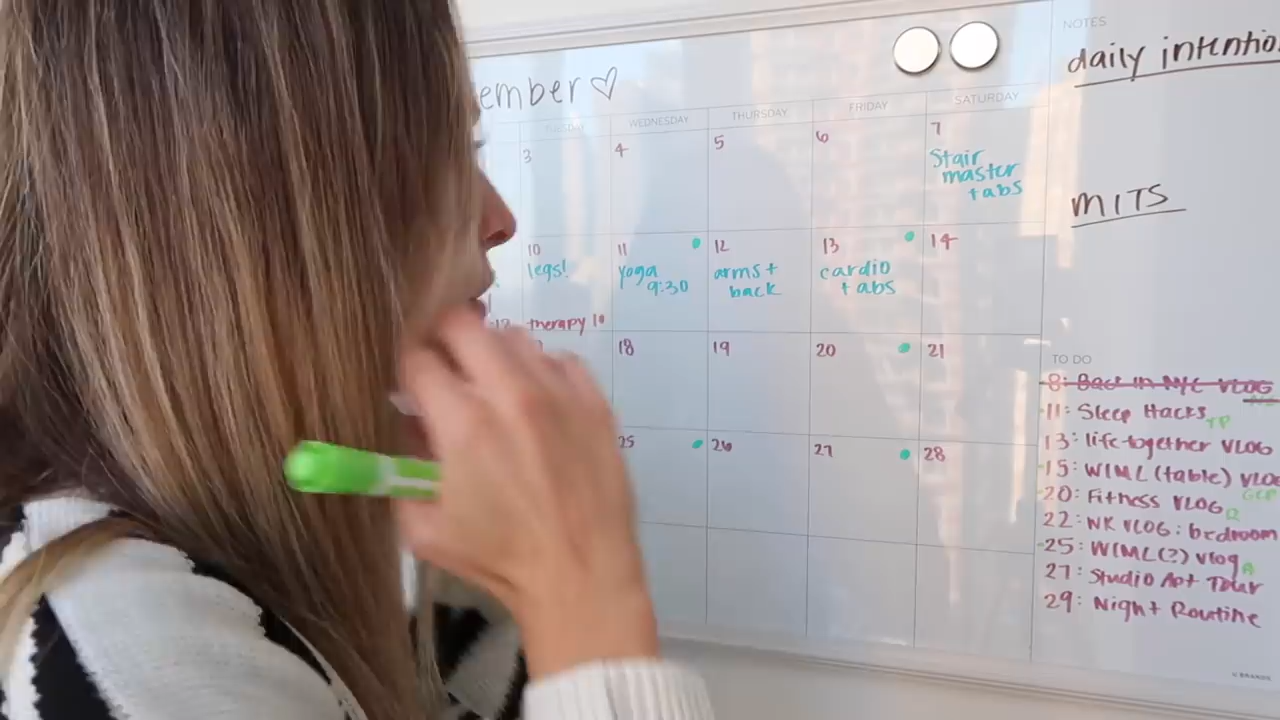 ember ♡
NOTES
daily intentio
TUESDAY WEDNESDAY THURSDAY FRIDAY SATURDAY
3 4 5 6 7
Stair
master
+ abs
MITS
10 11 12 13 14
legs!
yoga
9:30
arms +
back
cardio
+ abs
therapy 10
18 19 20 21
25 26 27 28
TO DO
8: Back in NYC VLOG
11: Sleep Hacks
YP
13: life together VLOG
15: WIML (table) VLOG
20: Fitness VLOG
22: WK VLOG: bedroom
25: WIML(?) Vlog
A
27: Studio Apt Tour
29: Night Routine
U BRANDS